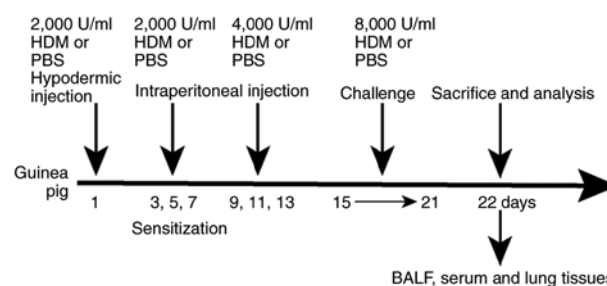 2,000 U/ml
HDM or
PBS
Hypodermic
injection
2,000 U/ml
HDM or
PBS
4,000 U/ml
HDM or
PBS
Intraperitoneal injection
8,000 U/ml
HDM or
PBS
Challenge
Sacrifice and analysis
Guinea
pig
1
3, 5, 7
9, 11, 13
15
21
22 days
Sensitization
BALF, serum and lung tissues